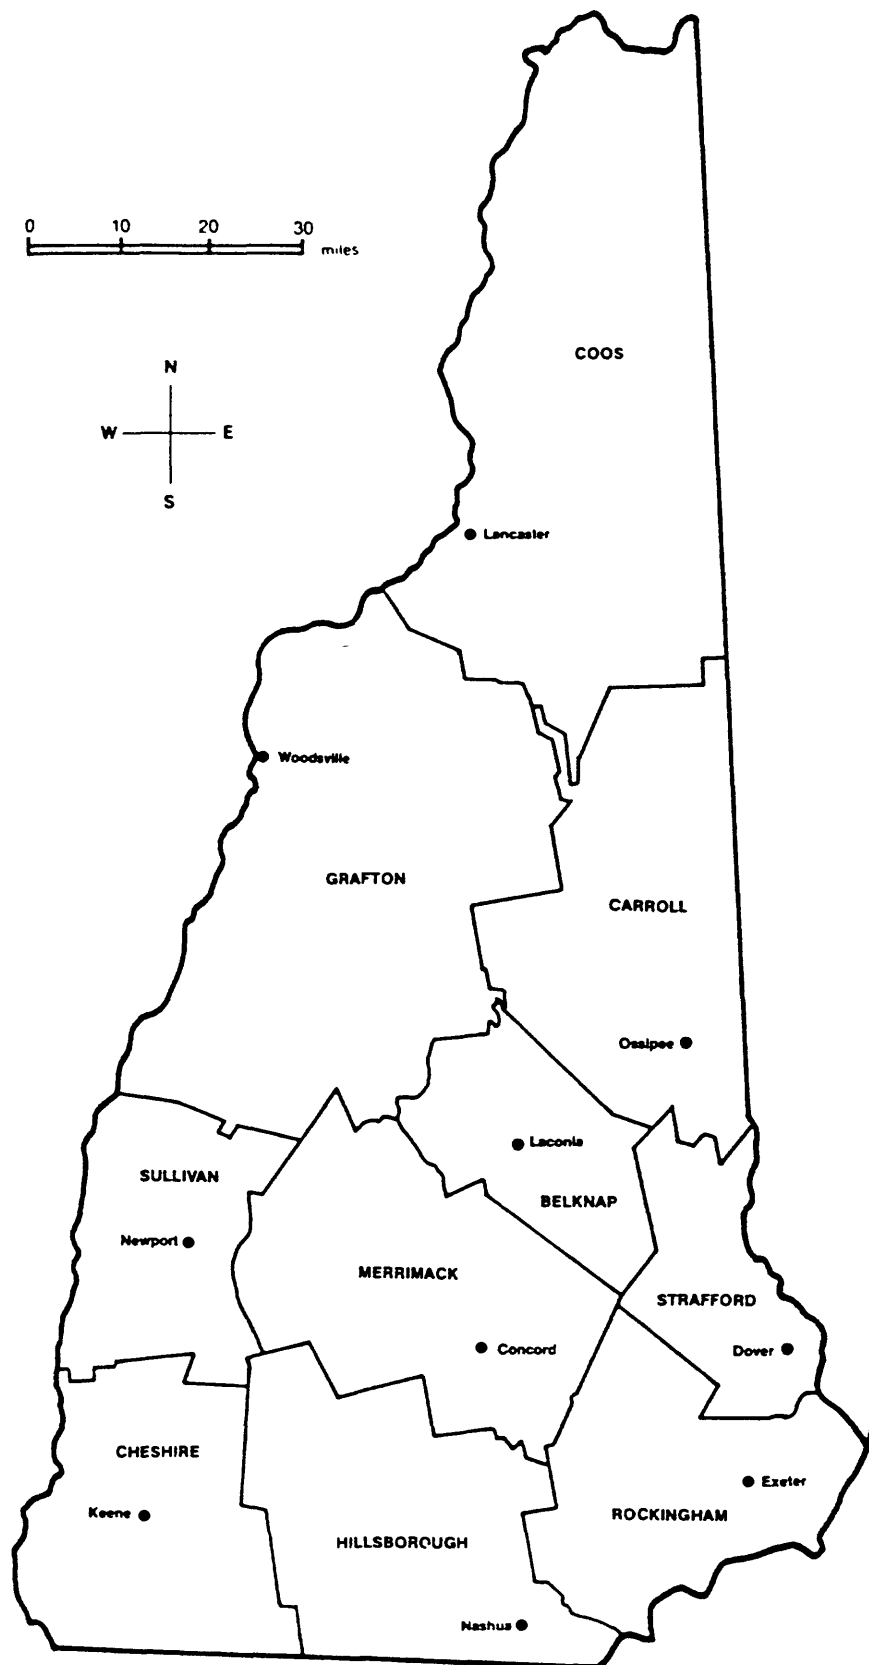 0 10 20 30
miles
COOS
N
W E
S
Lancaster
Woodsville
GRAFTON
CARROLL
Ossipee
Laconia
SULLIVAN
BELKNAP
Newport
MERRIMACK
STRAFFORD
Concord
Dover
CHESHIRE
Exeter
Keene
ROCKINGHAM
HILLSBOROUGH
Nashua